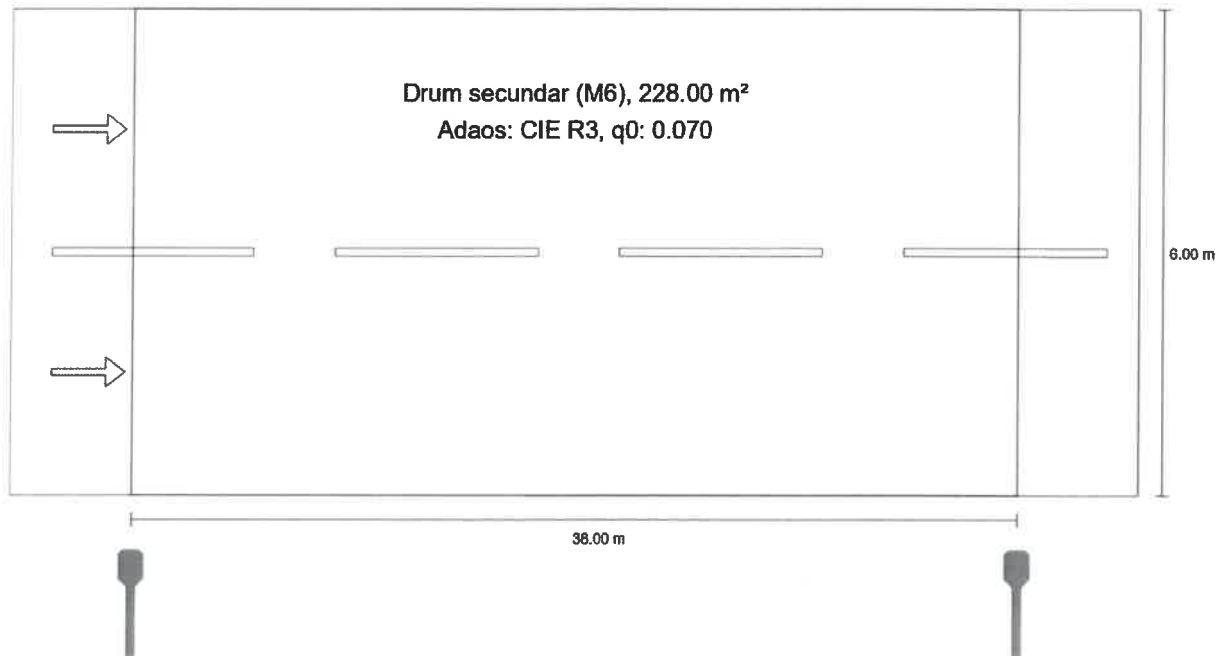 Drum secundar (M6), 228.00 m²
Adaos: CIE R3, q0: 0.070
6.00 m
38.00 m